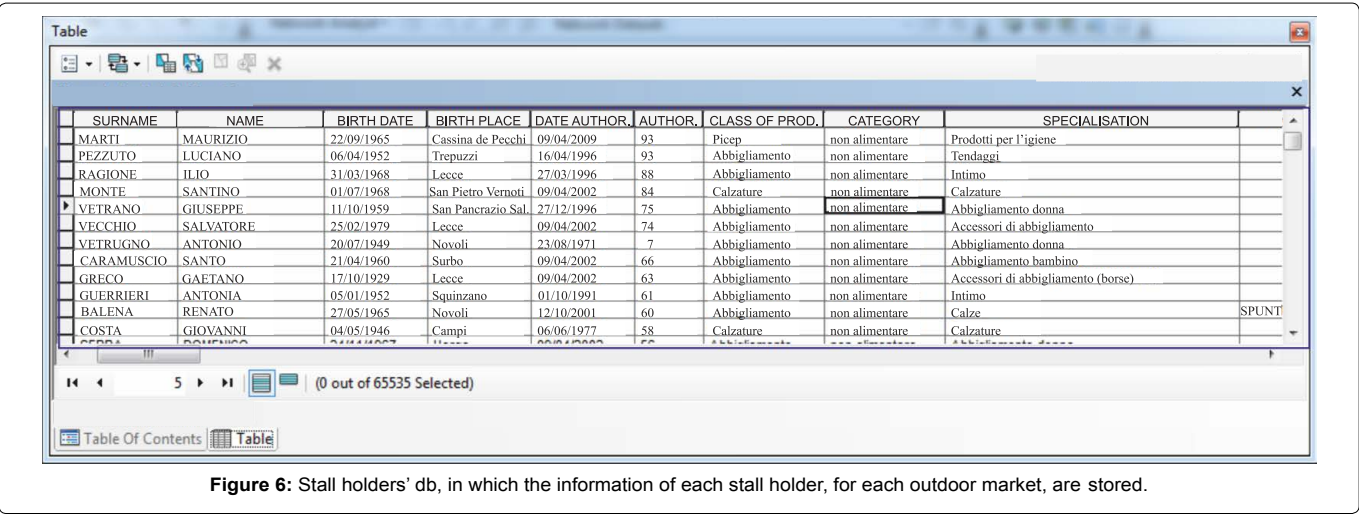 Table
SURNAME NAME BIRTH DATE BIRTH PLACE DATE AUTHOR. AUTHOR. CLASS OF PROD. CATEGORY SPECIALISATION
MARTI MAURIZIO 22/09/1965 Cassina de Pecchi 09/04/2009 93 Picep non alimentare Prodotti per l'igiene
PEZZUTO LUCIANO 06/04/1952 Trepuzzi 16/04/1996 93 Abbigliamento non alimentare Tendaggi
RAGIONE ILIO 31/03/1968 Lecce 27/03/1996 88 Abbigliamento non alimentare Intimo
MONTE SANTINO 01/07/1968 San Pietro Vernoti 09/04/2002 84 Calzature non alimentare Calzature
VETRANO GIUSEPPE 11/10/1959 San Pancrazio Sal. 27/12/1996 75 Abbigliamento non alimentare Abbigliamento donna
VECCHIO SALVATORE 25/02/1979 Lecce 09/04/2002 74 Abbigliamento non alimentare Accessori di abbigliamento
VETRUGNO ANTONIO 20/07/1949 Novoli 23/08/1971 7 Abbigliamento non alimentare Abbigliamento donna
CARAMUSCIO SANTO 21/04/1960 Surbo 09/04/2002 66 Abbigliamento non alimentare Abbigliamento bambino
GRECO GAETANO 17/10/1929 Lecce 09/04/2002 63 Abbigliamento non alimentare Accessori di abbigliamento (borse)
GUERRIERI ANTONIA 05/01/1952 Squinzano 01/10/1991 61 Abbigliamento non alimentare Intimo
BALENA RENATO 27/05/1965 Novoli 12/10/2001 60 Abbigliamento non alimentare Calze SPUNT
COSTA GIOVANNI 04/05/1946 Campi 06/06/1977 58 Calzature non alimentare Calzature
5 (0 out of 65535 Selected)
Table Of Contents Table
Figure 6: Stall holders' db, in which the information of each stall holder, for each outdoor market, are stored.